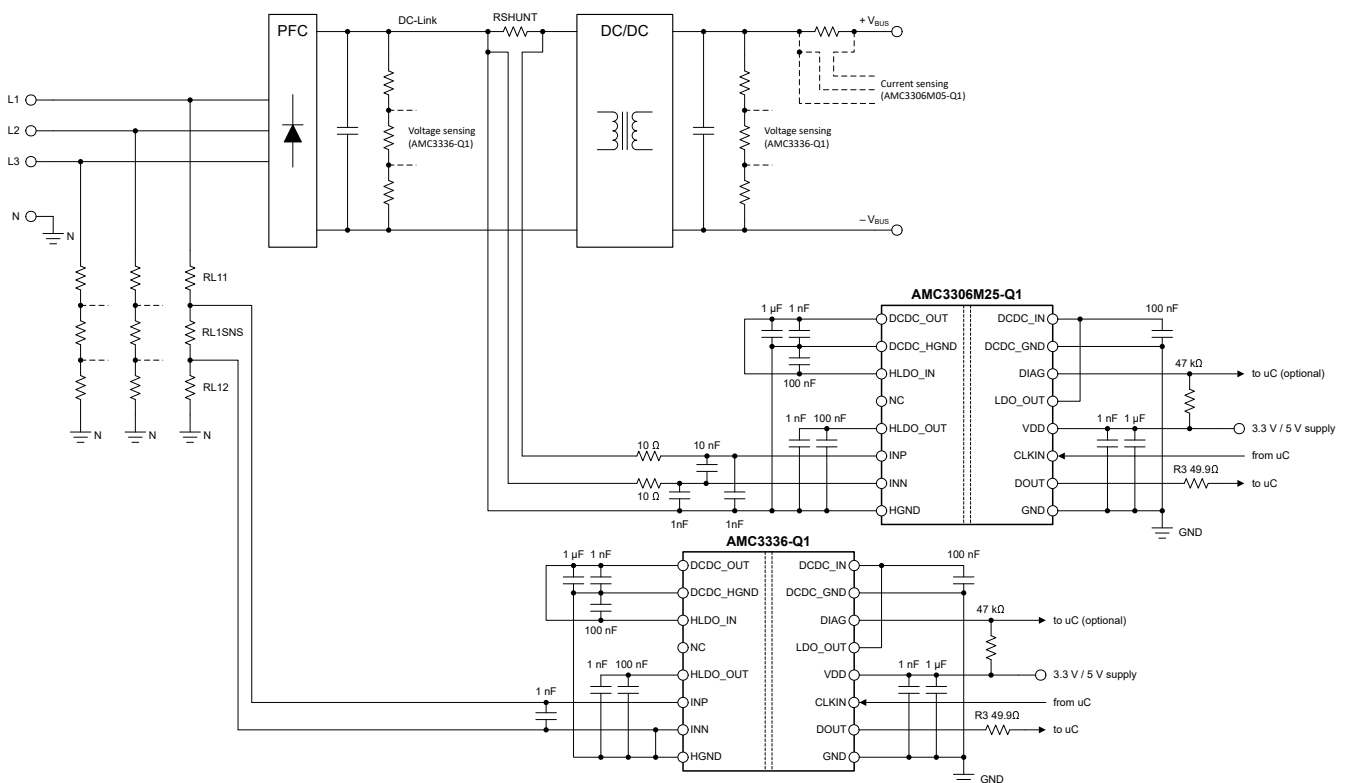 PFC
DC-Link
RSHUNT
DC/DC
+ VBUS
Current sensing
(AMC3306M05-Q1)
L1
L2
L3
N
N
Voltage sensing
(AMC3336-Q1)
Voltage sensing
(AMC3336-Q1)
– VBUS
RL11
RL1SNS
RL12
N
N
N
AMC3306M25-Q1
1 µF
1 nF
100 nF
DCDC_OUT
DCDC_HGND
HLDO_IN
NC
HLDO_OUT
INP
INN
HGND
DCDC_IN
DCDC_GND
DIAG
LDO_OUT
VDD
CLKIN
DOUT
GND
100 nF
47 kΩ
to uC (optional)
1 nF
100 nF
1 nF
1 µF
3.3 V / 5 V supply
10 Ω
10 nF
from uC
10 Ω
R3 49.9Ω
to uC
1nF
1nF
GND
AMC3336-Q1
1 µF
1 nF
100 nF
DCDC_OUT
DCDC_HGND
HLDO_IN
NC
HLDO_OUT
INP
INN
HGND
DCDC_IN
DCDC_GND
DIAG
LDO_OUT
VDD
CLKIN
DOUT
GND
100 nF
47 kΩ
to uC (optional)
1 nF
100 nF
1 nF
1 µF
3.3 V / 5 V supply
1 nF
from uC
R3 49.9Ω
to uC
GND